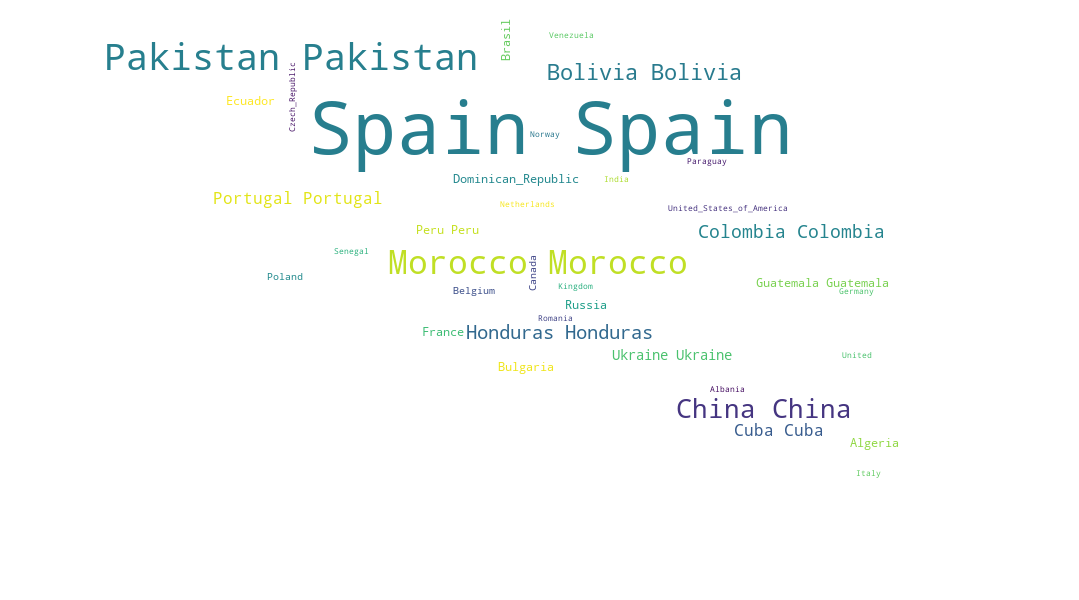 Brasil
Venezuela
Pakistan Pakistan
Bolivia Bolivia
Czech_Republic
Ecuador
Spain Spain
Norway
Paraguay
Dominican_Republic
India
Portugal Portugal
Netherlands
United_States_of_America
Peru Peru
Colombia Colombia
Senegal
Morocco Morocco
Canada
Poland
Guatemala Guatemala
Kingdom
Belgium
Germany
Russia
Romania
France
Honduras Honduras
Ukraine Ukraine
United
Bulgaria
Albania
China China
Cuba Cuba
Algeria
Italy